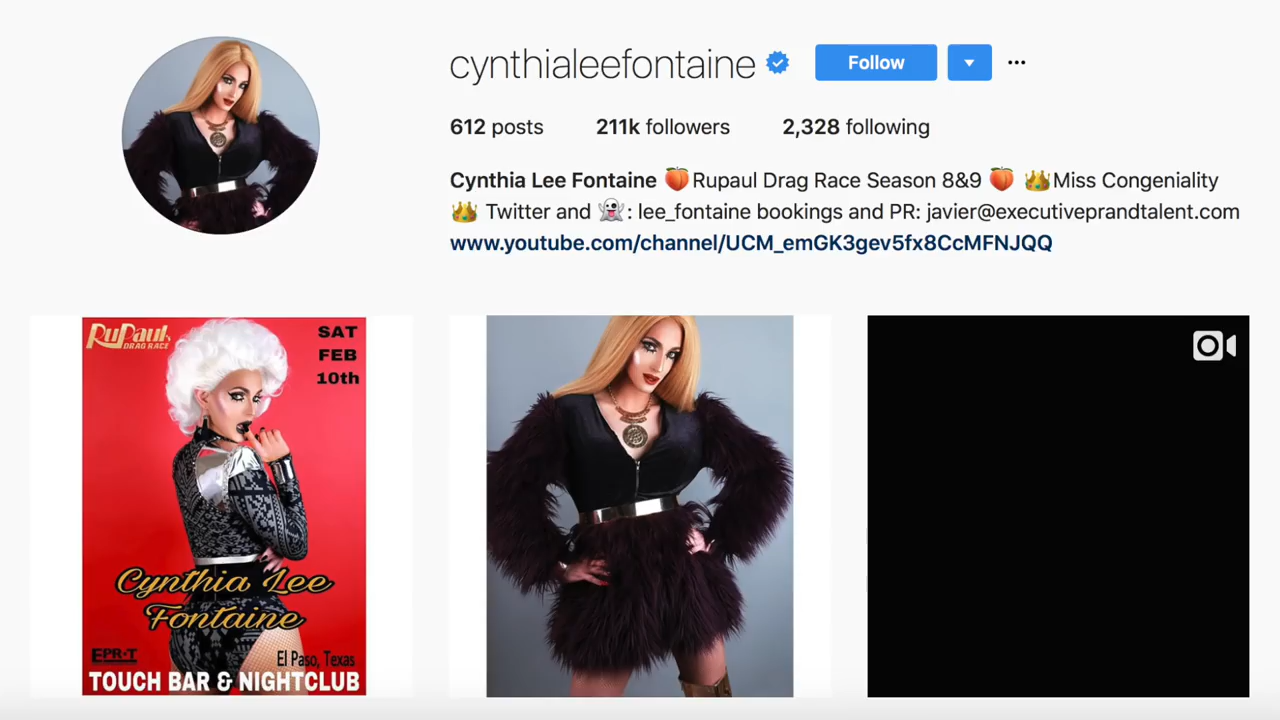 cynthialeefontaine
Follow
612 posts
211k followers
2,328 following
Cynthia Lee Fontaine 🍑Rupaul Drag Race Season 8&9 🍑 👑Miss Congeniality
👑 Twitter and 👻: lee_fontaine bookings and PR: javier@executiveprandtalent.com
www.youtube.com/channel/UCM_emGK3gev5fx8CcMFNJQQ
RuPaul's
DRAG RACE
SAT
FEB
10th
Cynthia Lee
Fontaine
EPR&T
El Paso, Texas
TOUCH BAR & NIGHTCLUB